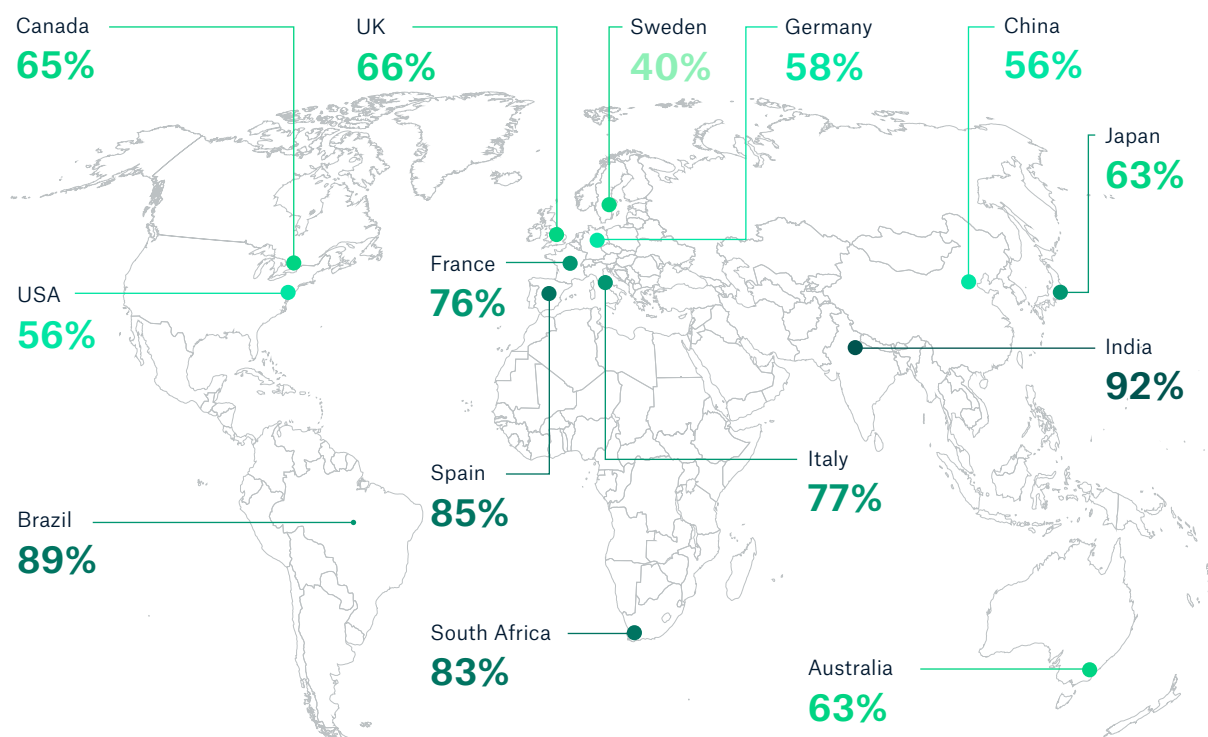 Canada
65%
UK
66%
Sweden
40%
Germany
58%
China
56%
Japan
63%
France
76%
USA
56%
India
92%
Spain
85%
Italy
77%
Brazil
89%
South Africa
83%
Australia
63%